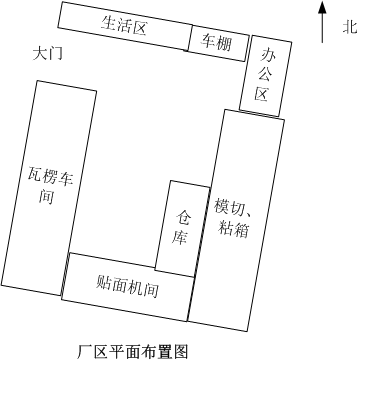 生活区
车棚
办
公
区
北
大门
瓦楞车
间
仓
库
模切、
粘箱
贴面机间
厂区平面布置图